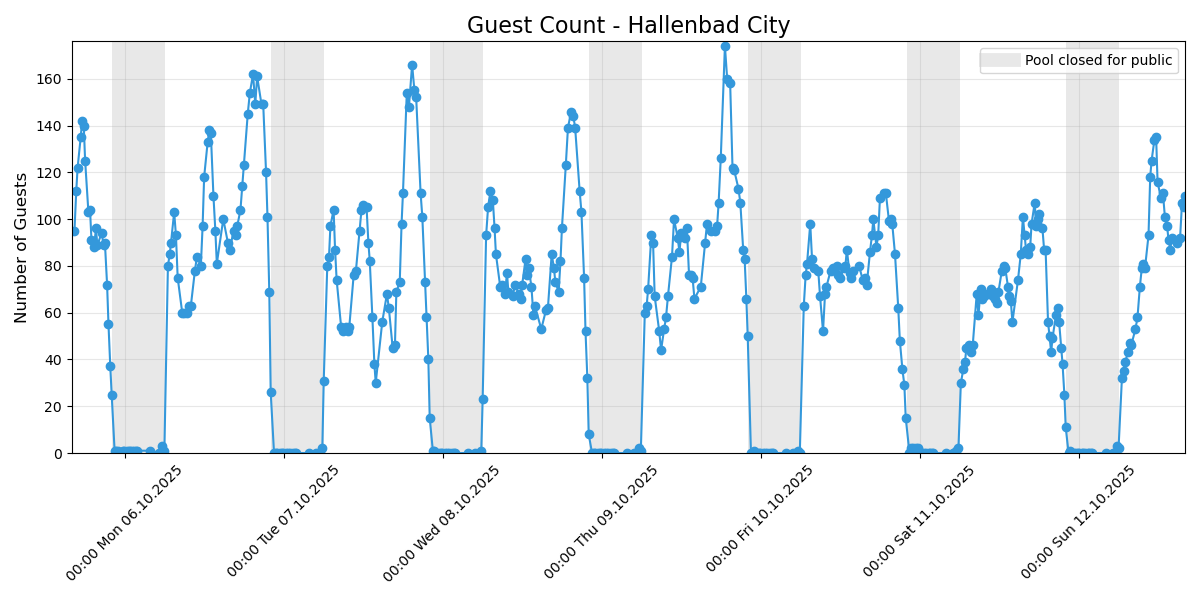 Guest Count - Hallenbad City
Pool closed for public
Number of Guests
160
140
120
100
80
60
40
20
0
00:00 Mon 06.10.2025
00:00 Tue 07.10.2025
00:00 Wed 08.10.2025
00:00 Thu 09.10.2025
00:00 Fri 10.10.2025
00:00 Sat 11.10.2025
00:00 Sun 12.10.2025